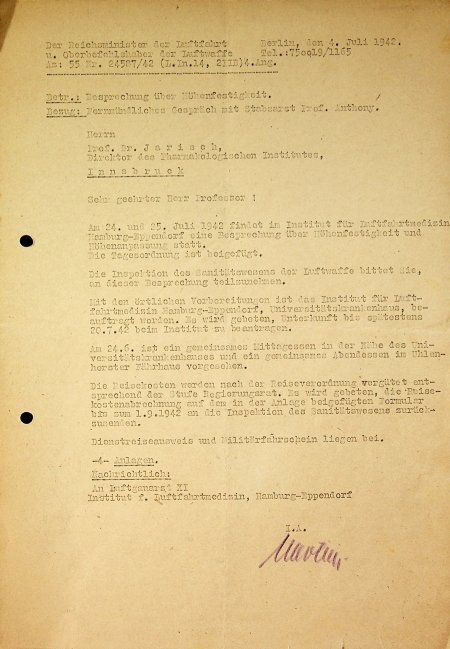 Der Reichsminister der Luftfahrt Berlin, den 4. Juli 1942.
u. Oberbefehlshaber der Luftwaffe Tel.:
Az: 55 Nr. 24587/42 (L.In.14, 2IID)4.Ang.
Betr.: Besprechung über Höhenfestigkeit.
Bezug: Fernmündliches Gespräch mit Stabsarzt Prof. Anthony.
Herrn
Prof. Dr. J a r i s c h,
Direktor des Pharmakologischen Institutes,
I n n s b r u c k
Sehr geehrter Herr Professor !
Am 24. und 25. Juli 1942 findet im Institut für Luftfahrtmedizin
Hamburg-Eppendorf eine Besprechung über Höhenfestigkeit und
Höhenanpassung statt.
Die Tagesordnung ist beigefügt.
Die Inspektion des Sanitätswesens der Luftwaffe bittet Sie,
an dieser Besprechung teilzunehmen.
Mit den örtlichen Vorbereitungen ist das Institut für Luft-
fahrtmedizin Hamburg-Eppendorf, Universitätskrankenhaus, be-
auftragt worden. Es wird gebeten, Unterkunft bis spätestens
20.7.42 beim Institut zu beantragen.
Am 24.6. ist ein gemeinsames Mittagessen in der Nähe des Uni-
versitätskrankenhauses und ein gemeinsames Abendessen im Uhlen-
horster Fährhaus vorgesehen.
Die Reisekosten werden nach der Reiseverordnung vergütet ent-
sprechend der Stufe Regierungsrat. Es wird gebeten, die Reise-
kostenabrechnung auf dem in der Anlage beigefügten Formular
bis zum 1.9.1942 an die Inspektion des Sanitätswesens zurück-
zusenden.
Dienstreiseausweis und Militärfahrschein liegen bei.
-4- Anlagen.
Nachrichtlich:
An Luftgauarzt XI
Institut f. Luftfahrtmedizin, Hamburg-Eppendorf
I.A.